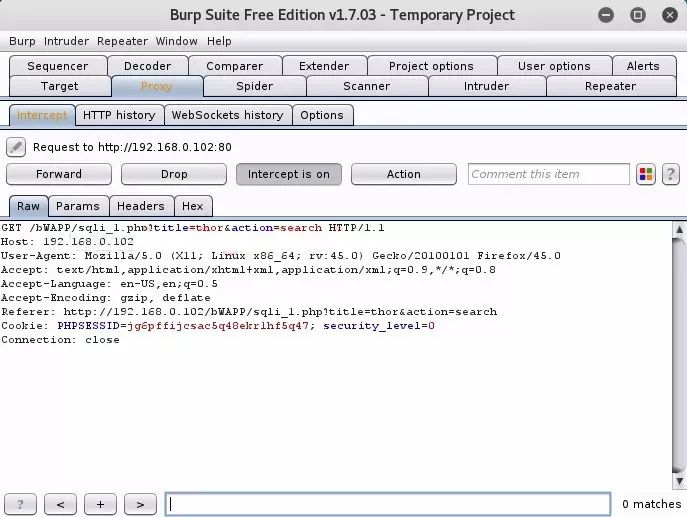 Burp Suite Free Edition v1.7.03 - Temporary Project
Burp Intruder Repeater Window Help
Sequencer Decoder Comparer Extender Project options User options Alerts
Target Proxy Spider Scanner Intruder Repeater
Intercept HTTP history WebSockets history Options
Request to http://192.168.0.102:80
Forward Drop Intercept is on Action Comment this item ?
Raw Params Headers Hex
GET /bWAPP/sqli_1.php?title=thor&action=search HTTP/1.1
Host: 192.168.0.102
User-Agent: Mozilla/5.0 (X11; Linux x86_64; rv:45.0) Gecko/20100101 Firefox/45.0
Accept: text/html,application/xhtml+xml,application/xml;q=0.9,*/*;q=0.8
Accept-Language: en-US,en;q=0.5
Accept-Encoding: gzip, deflate
Referer: http://192.168.0.102/bWAPP/sqli_1.php?title=thor&action=search
Cookie: PHPSESSID=jg6pffijcsac5q48ekrlhf5q47; security_level=0
Connection: close
? < + > 0 matches